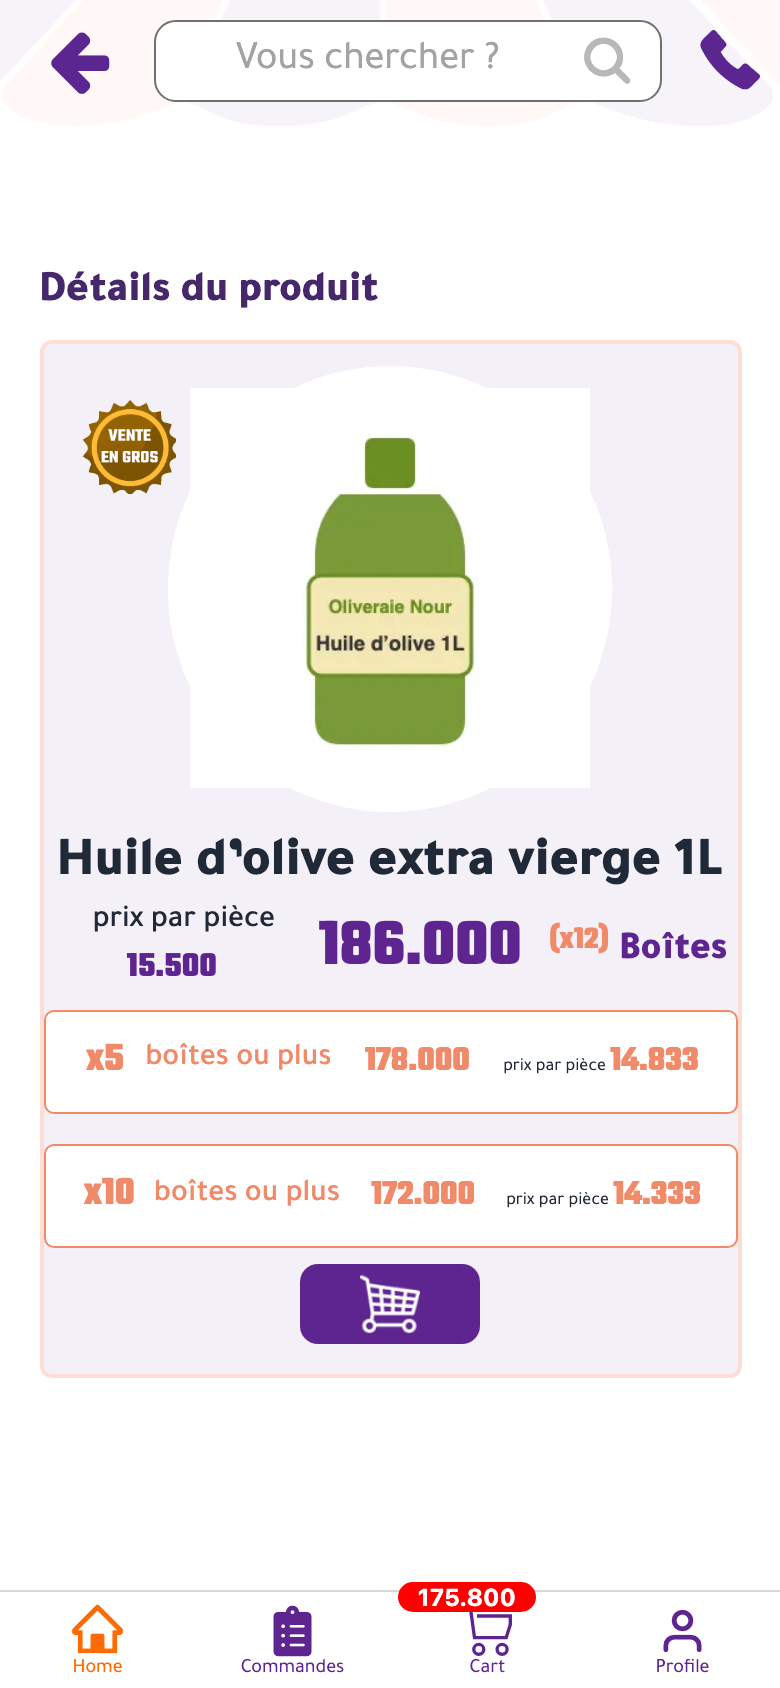 Vous chercher ?
Détails du produit
VENTE
EN GROS
Oliveraie Nour
Huile d’olive 1L
Huile d’olive extra vierge 1L
prix par pièce
15.500
186.000 (x12) Boîtes
x5 boîtes ou plus 178.000 prix par pièce 14.833
x10 boîtes ou plus 172.000 prix par pièce 14.333
175.800
Home Commandes Cart Profile